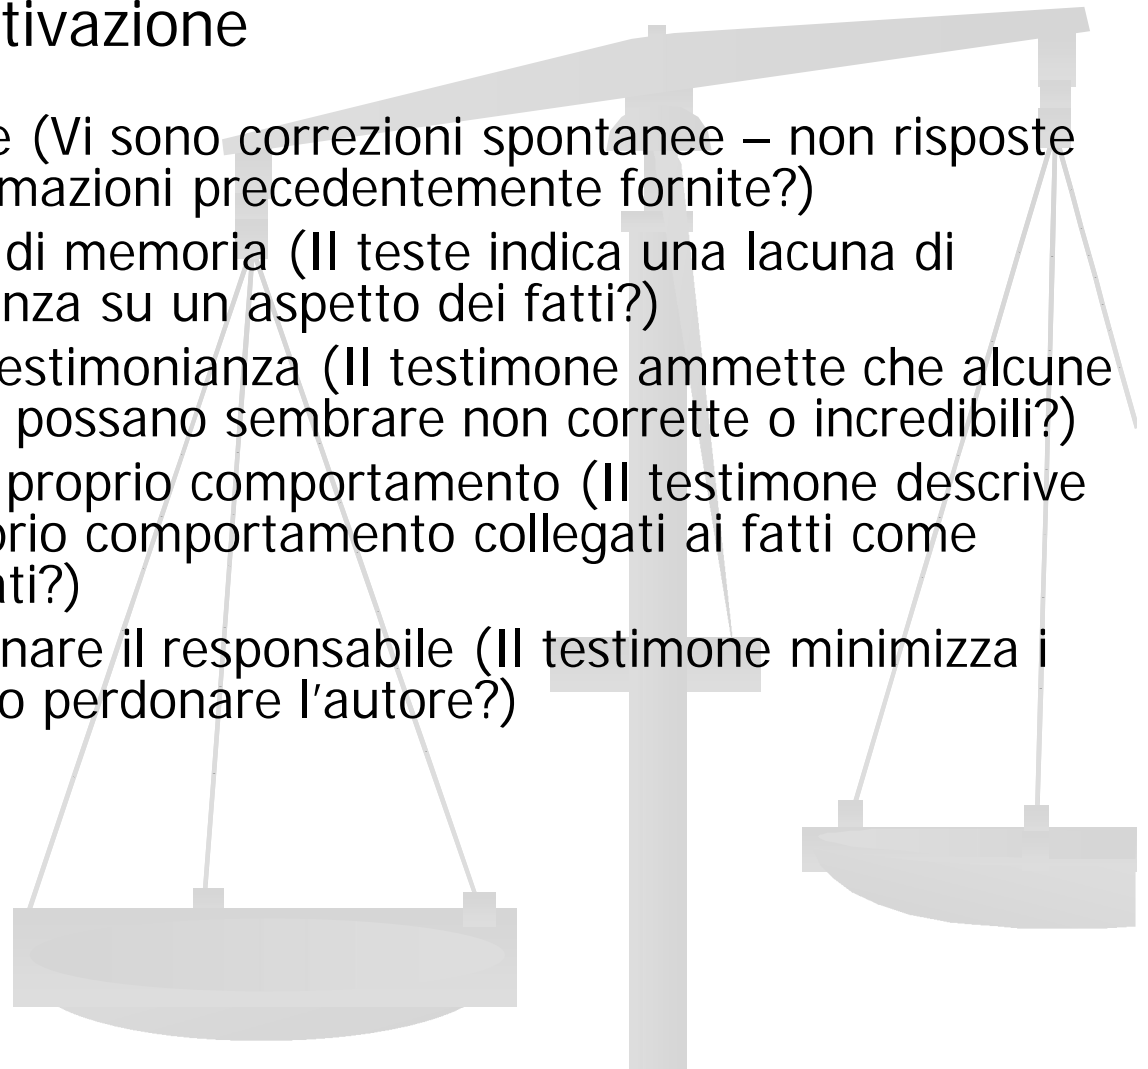 tivazione
e (Vi sono correzioni spontanee – non risposte
mazioni precedentemente fornite?)
di memoria (Il teste indica una lacuna di
nza su un aspetto dei fatti?)
estimonianza (Il testimone ammette che alcune
possano sembrare non corrette o incredibili?)
proprio comportamento (Il testimone descrive
orio comportamento collegati ai fatti come
ati?)
nare il responsabile (Il testimone minimizza i
o perdonare l'autore?)